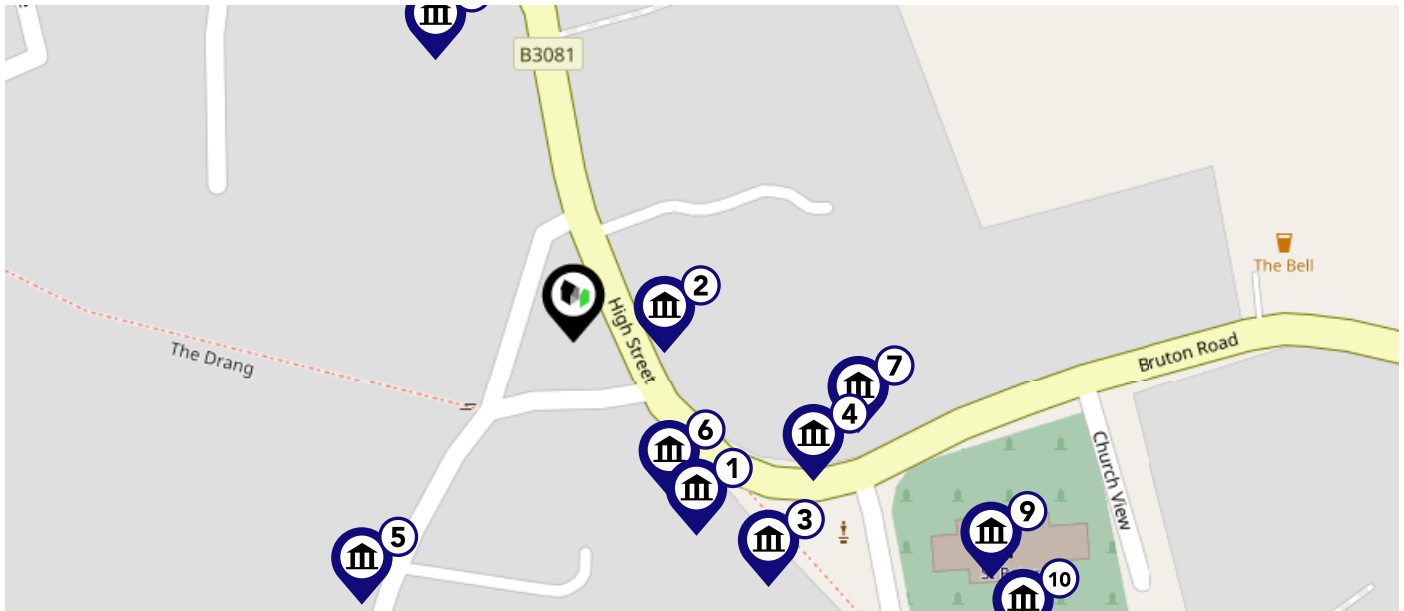 B3081
The Bell
2
High Street
Bruton Road
The Drang
7
4
6
Church View
1
9
3
5
10